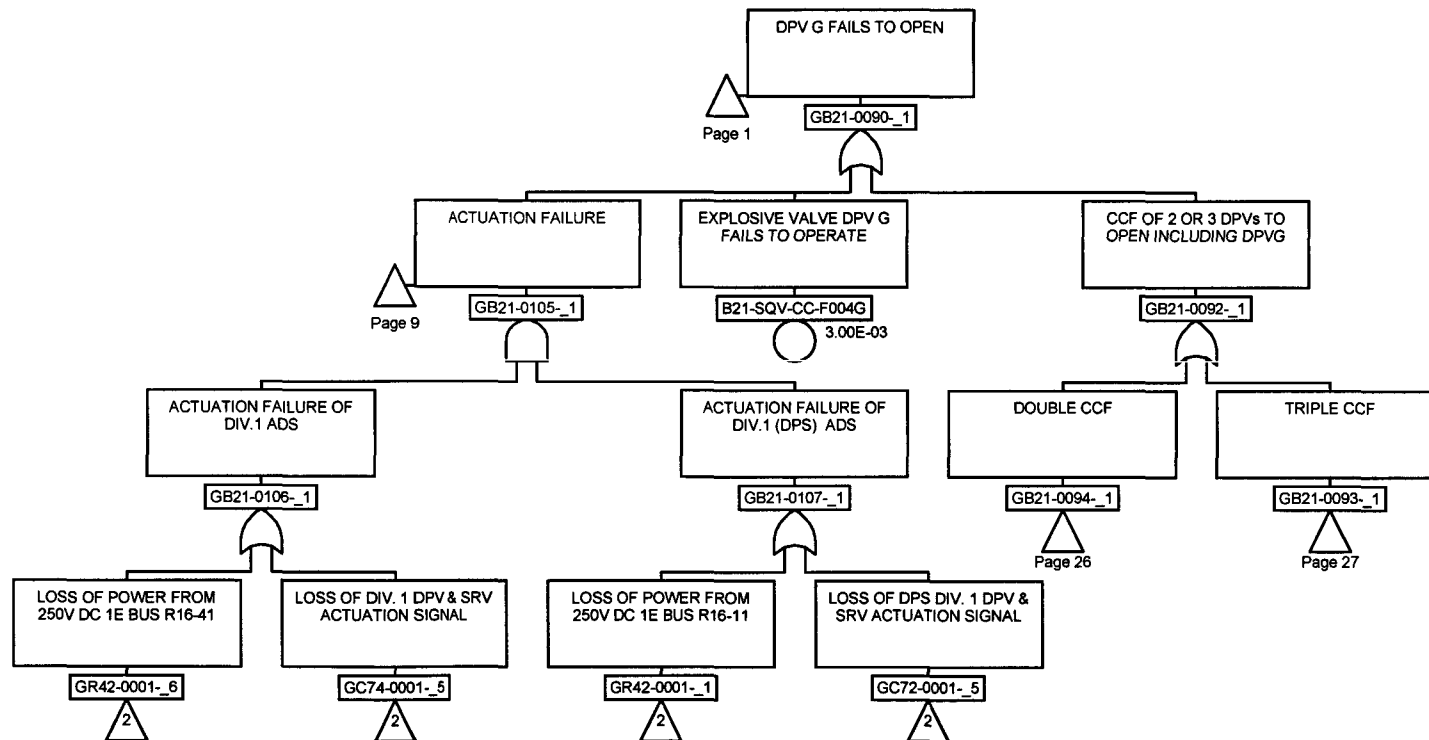 DPV G FAILS TO OPEN
Page 1
GB21-0090-_1
ACTUATION FAILURE
Page 9
GB21-0105-_1
EXPLOSIVE VALVE DPV G
FAILS TO OPERATE
B21-SQV-CC-F004G
3.00E-03
CCF OF 2 OR 3 DPVs TO
OPEN INCLUDING DPVG
GB21-0092-_1
ACTUATION FAILURE OF
DIV.1 ADS
GB21-0106-_1
ACTUATION FAILURE OF
DIV.1 (DPS) ADS
GB21-0107-_1
DOUBLE CCF
GB21-0094-_1
Page 26
TRIPLE CCF
GB21-0093-_1
Page 27
LOSS OF POWER FROM
250V DC 1E BUS R16-41
GR42-0001-_6
2
LOSS OF DIV. 1 DPV & SRV
ACTUATION SIGNAL
GC74-0001-_5
2
LOSS OF POWER FROM
250V DC 1E BUS R16-11
GR42-0001-_1
2
LOSS OF DPS DIV. 1 DPV &
SRV ACTUATION SIGNAL
GC72-0001-_5
2